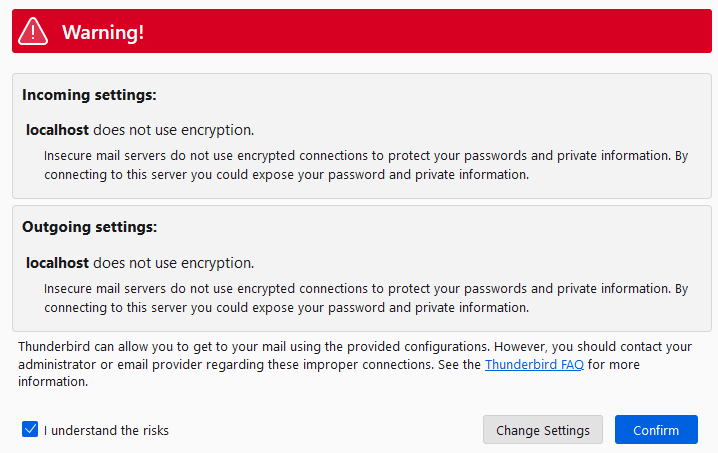 Warning!
Incoming settings:
localhost does not use encryption.
Insecure mail servers do not use encrypted connections to protect your passwords and private information. By
connecting to this server you could expose your password and private information.
Outgoing settings:
localhost does not use encryption.
Insecure mail servers do not use encrypted connections to protect your passwords and private information. By
connecting to this server you could expose your password and private information.
Thunderbird can allow you to get to your mail using the provided configurations. However, you should contact your
administrator or email provider regarding these improper connections. See the Thunderbird FAQ for more
information.
I understand the risks
Change Settings
Confirm